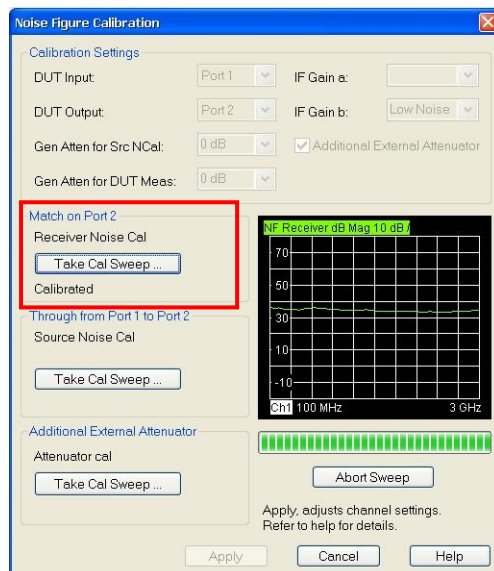 Noise Figure Calibration
Calibration Settings
DUT Input: Port 1 IF Gain a:
DUT Output: Port 2 IF Gain b: Low Noise
Gen Atten for Src NCal: 0 dB Additional External Attenuator
Gen Atten for DUT Meas: 0 dB
Match on Port 2
Receiver Noise Cal
Take Cal Sweep ...
Calibrated
Through from Port 1 to Port 2
Source Noise Cal
Take Cal Sweep ...
Additional External Attenuator
Attenuator cal
Take Cal Sweep ...
NF Receiver dB Mag 10 dB /
70
50
30
10
-10
Ch1 100 MHz 3 GHz
Abort Sweep
Apply, adjusts channel settings.
Refer to help for details.
Apply Cancel Help